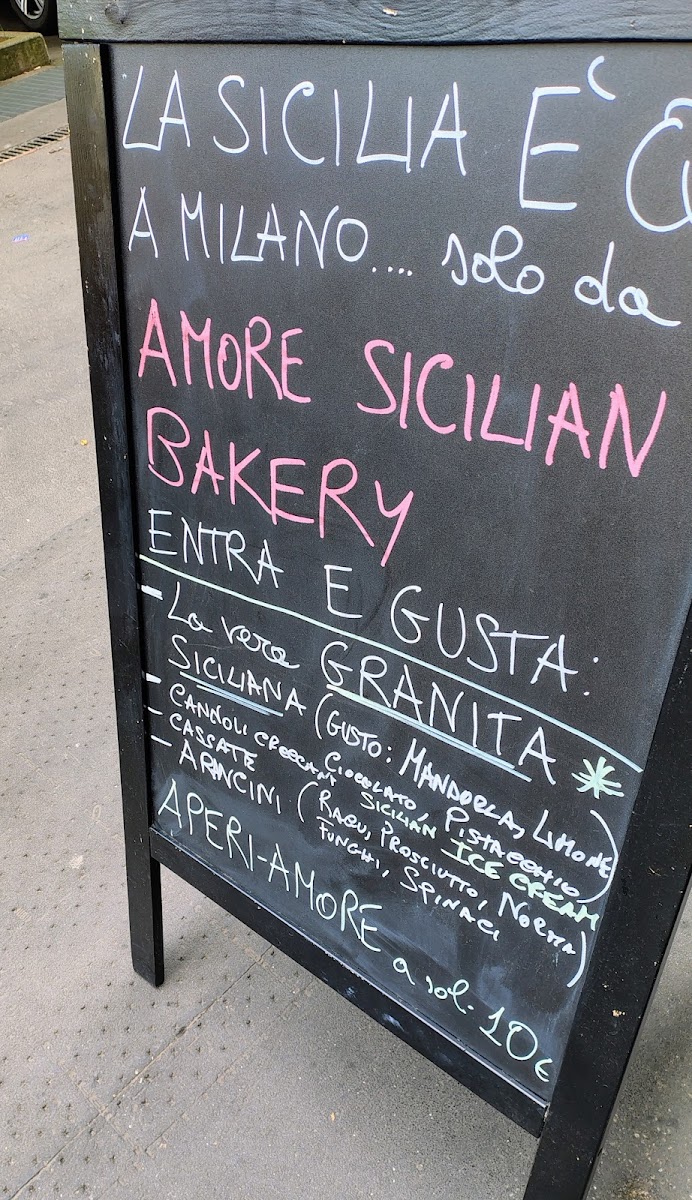 LA SICILIA E'
A MILANO.... solo da
AMORE SICILIAN
BAKERY
ENTRA E GUSTA:
- La vera GRANITA
SICILIANA (GUSTO: MANDORLA, LIMONE
CIOCCOLATO, PISTACCHIO)
- CANNOLI CROCCANTI SICILIAN ICE CREAM
- CASSATE
- ARANCINI (RAGU, PROSCIUTTO, NORMA)
FUNGHI, SPINACI
APERI-AMORE a sol. 10€